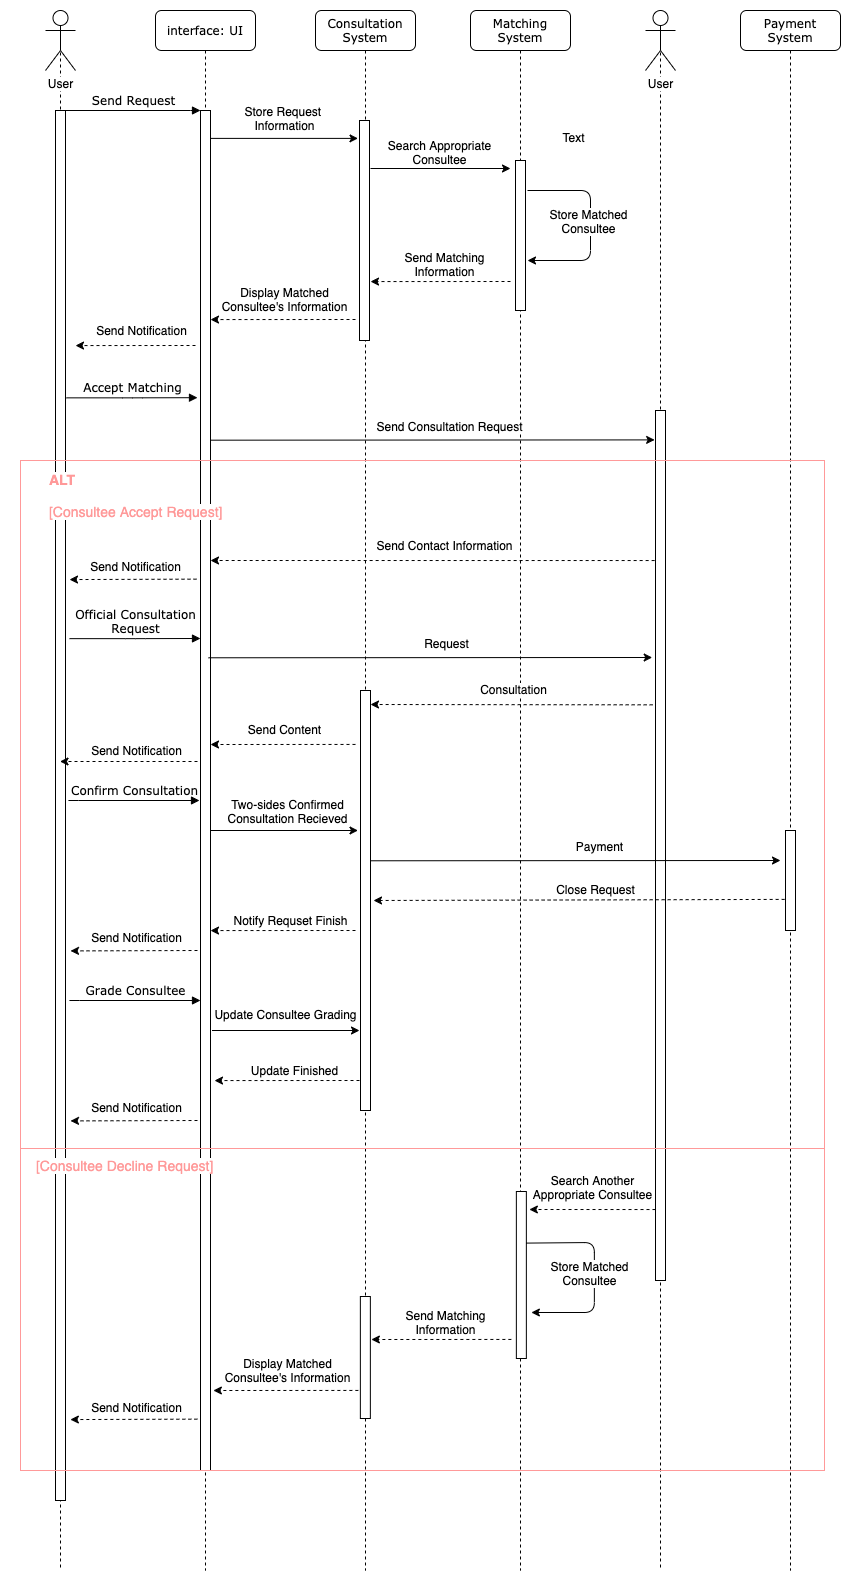 User
interface: UI
Consultation
System
Matching
System
User
Payment
System
Send Request
Store Request
Information
Text
Search Appropriate
Consultee
Store Matched
Consultee
Send Matching
Information
Display Matched
Consultee's Information
Send Notification
Accept Matching
Send Consultation Request
ALT
[Consultee Accept Request]
Send Contact Information
Send Notification
Official Consultation
Request
Request
Consultation
Send Content
Send Notification
Confirm Consultation
Two-sides Confirmed
Consultation Recieved
Payment
Close Request
Notify Requset Finish
Send Notification
Grade Consultee
Update Consultee Grading
Update Finished
Send Notification
[Consultee Decline Request]
Search Another
Appropriate Consultee
Store Matched
Consultee
Send Matching
Information
Display Matched
Consultee's Information
Send Notification